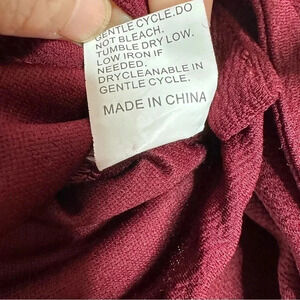 GENTLE CYCLE.DO
NOT BLEACH.
TUMBLE DRY LOW.
LOW IRON IF
NEEDED.
DRYCLEANABLE IN
GENTLE CYCLE.
MADE IN CHINA